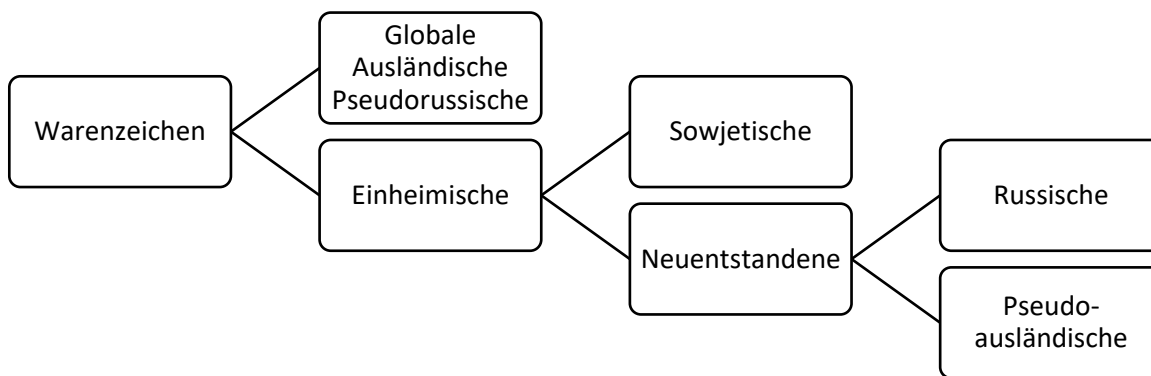 Warenzeichen
Globale
Ausländische
Pseudorussische
Einheimische
Sowjetische
Neuentstandene
Russische
Pseudo-
ausländische